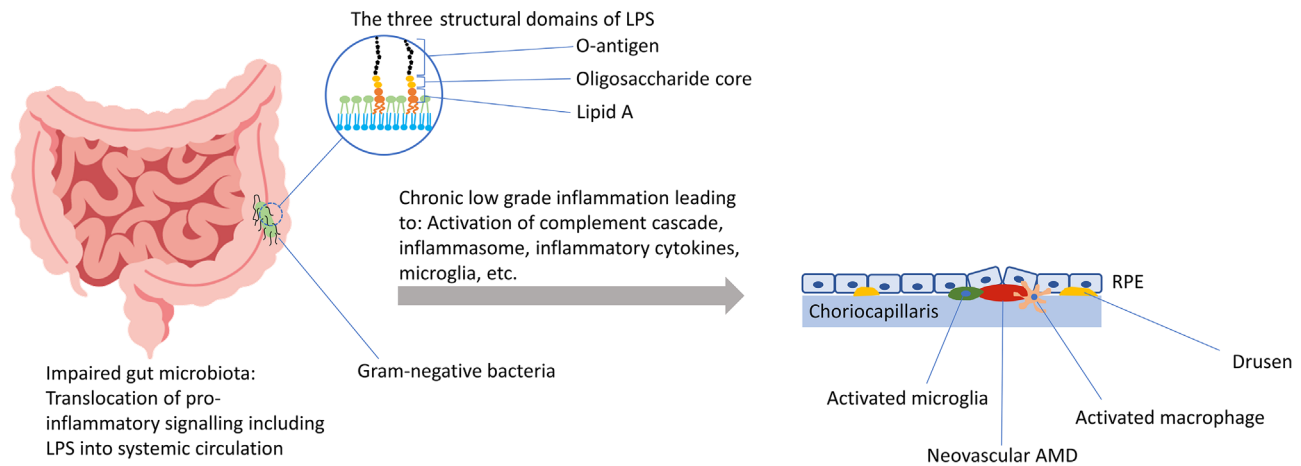 The three structural domains of LPS
O-antigen
Oligosaccharide core
Lipid A
Chronic low grade inflammation leading
to: Activation of complement cascade,
inflammasome, inflammatory cytokines,
microglia, etc.
RPE
Choriocapillaris
Drusen
Gram-negative bacteria
Impaired gut microbiota:
Translocation of pro-
inflammatory signalling including
LPS into systemic circulation
Activated microglia
Activated macrophage
Neovascular AMD